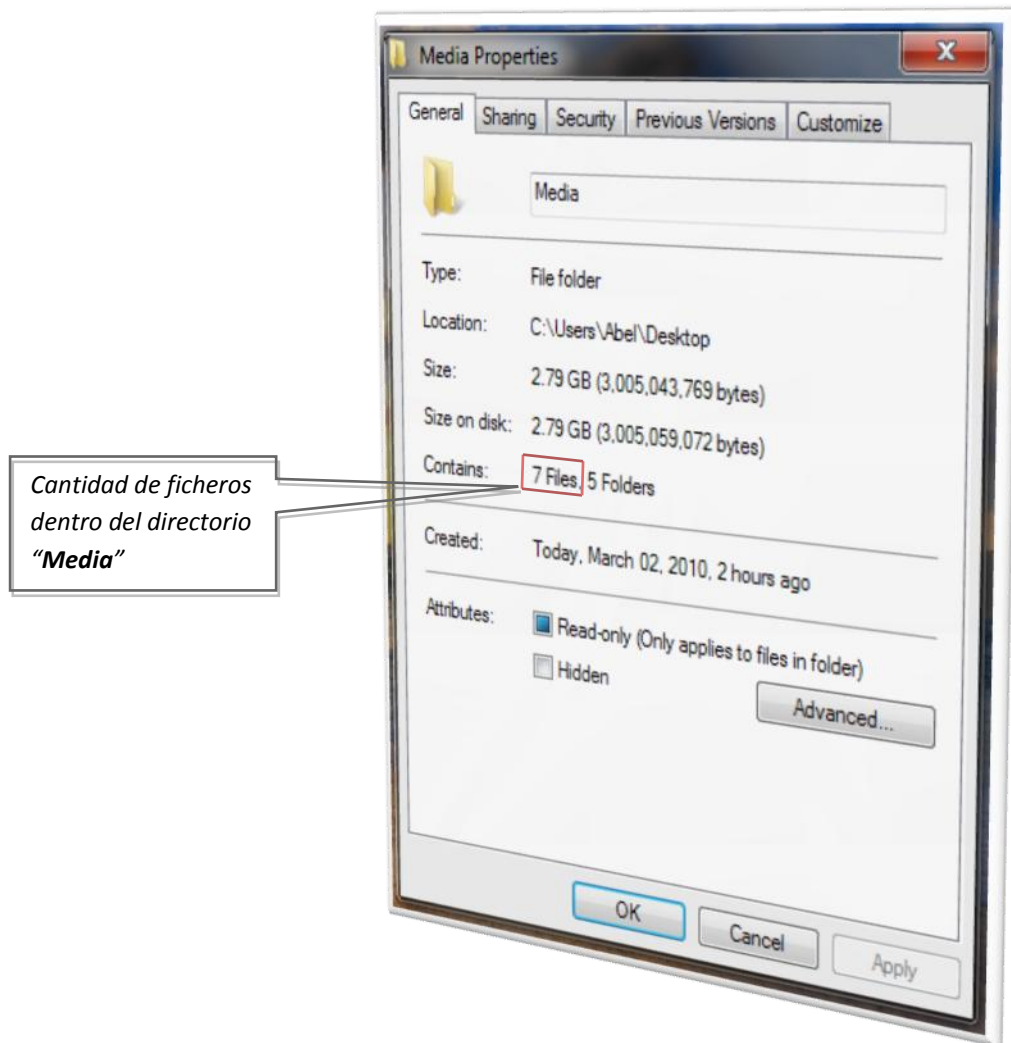 Media Properties
General Sharing Security Previous Versions Customize
Media
Type: File folder
Location: C:\Users\Abel\Desktop
Size: 2.79 GB (3,005,043,769 bytes)
Size on disk: 2.79 GB (3,005,059,072 bytes)
Contains: 7 Files, 5 Folders
Cantidad de ficheros
dentro del directorio
“Media”
Created: Today, March 02, 2010, 2 hours ago
Attributes: Read-only (Only applies to files in folder)
Hidden
Advanced...
OK Cancel Apply